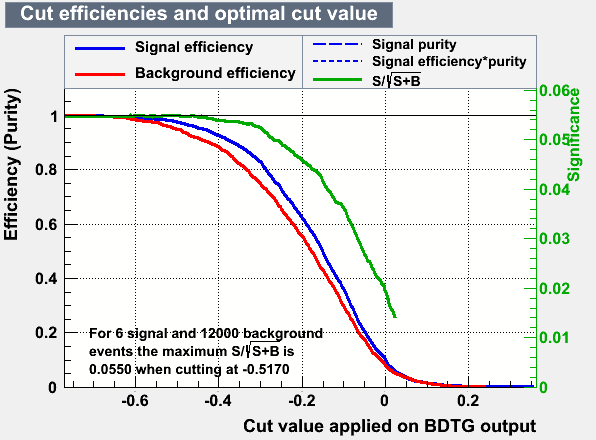 Cut efficiencies and optimal cut value
Signal efficiency
Background efficiency
Signal purity
Signal efficiency*purity
S/√S+B
Efficiency (Purity)
1
0.8
0.6
0.4
0.2
0
0.06
0.05
0.04
0.03
0.02
0.01
0
Significance
For 6 signal and 12000 background
events the maximum S/√S+B is
0.0550 when cutting at -0.5170
-0.6
-0.4
-0.2
0
0.2
Cut value applied on BDTG output